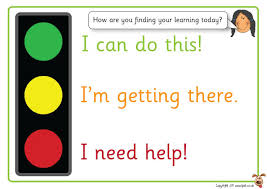 How are you finding your learning today?
I can do this!
I'm getting there.
I need help!